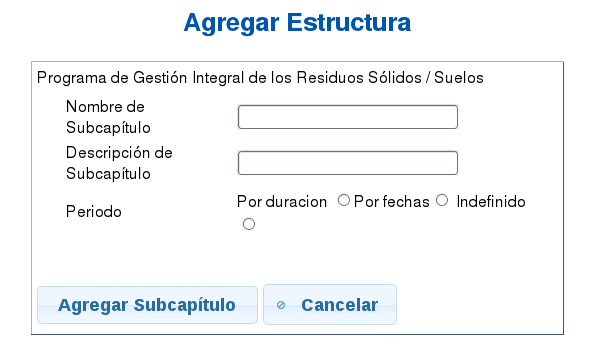 Agregar Estructura
Programa de Gestión Integral de los Residuos Sólidos / Suelos
Nombre de
Subcapítulo
Descripción de
Subcapítulo
Periodo
Por duracion Por fechas Indefinido
Agregar Subcapítulo
Cancelar